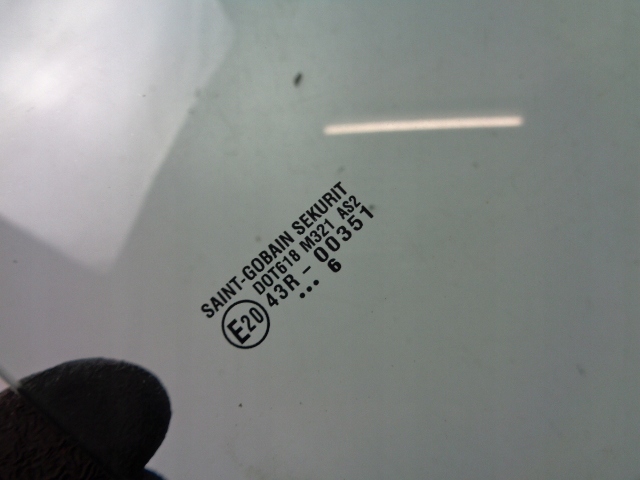 SAINT-GOBAIN SEKURIT
DOT618 M321 AS2
E20 43R - 00351
... 6